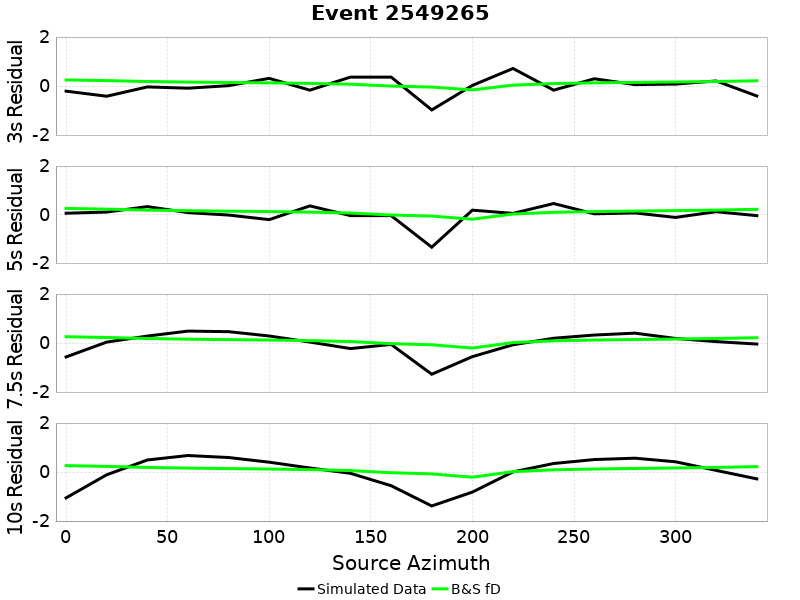 Event 2549265
3s Residual
2
0
-2
5s Residual
2
0
-2
7.5s Residual
2
0
-2
10s Residual
2
0
-2
0 50 100 150 200 250 300
Source Azimuth
Simulated Data B&S fD